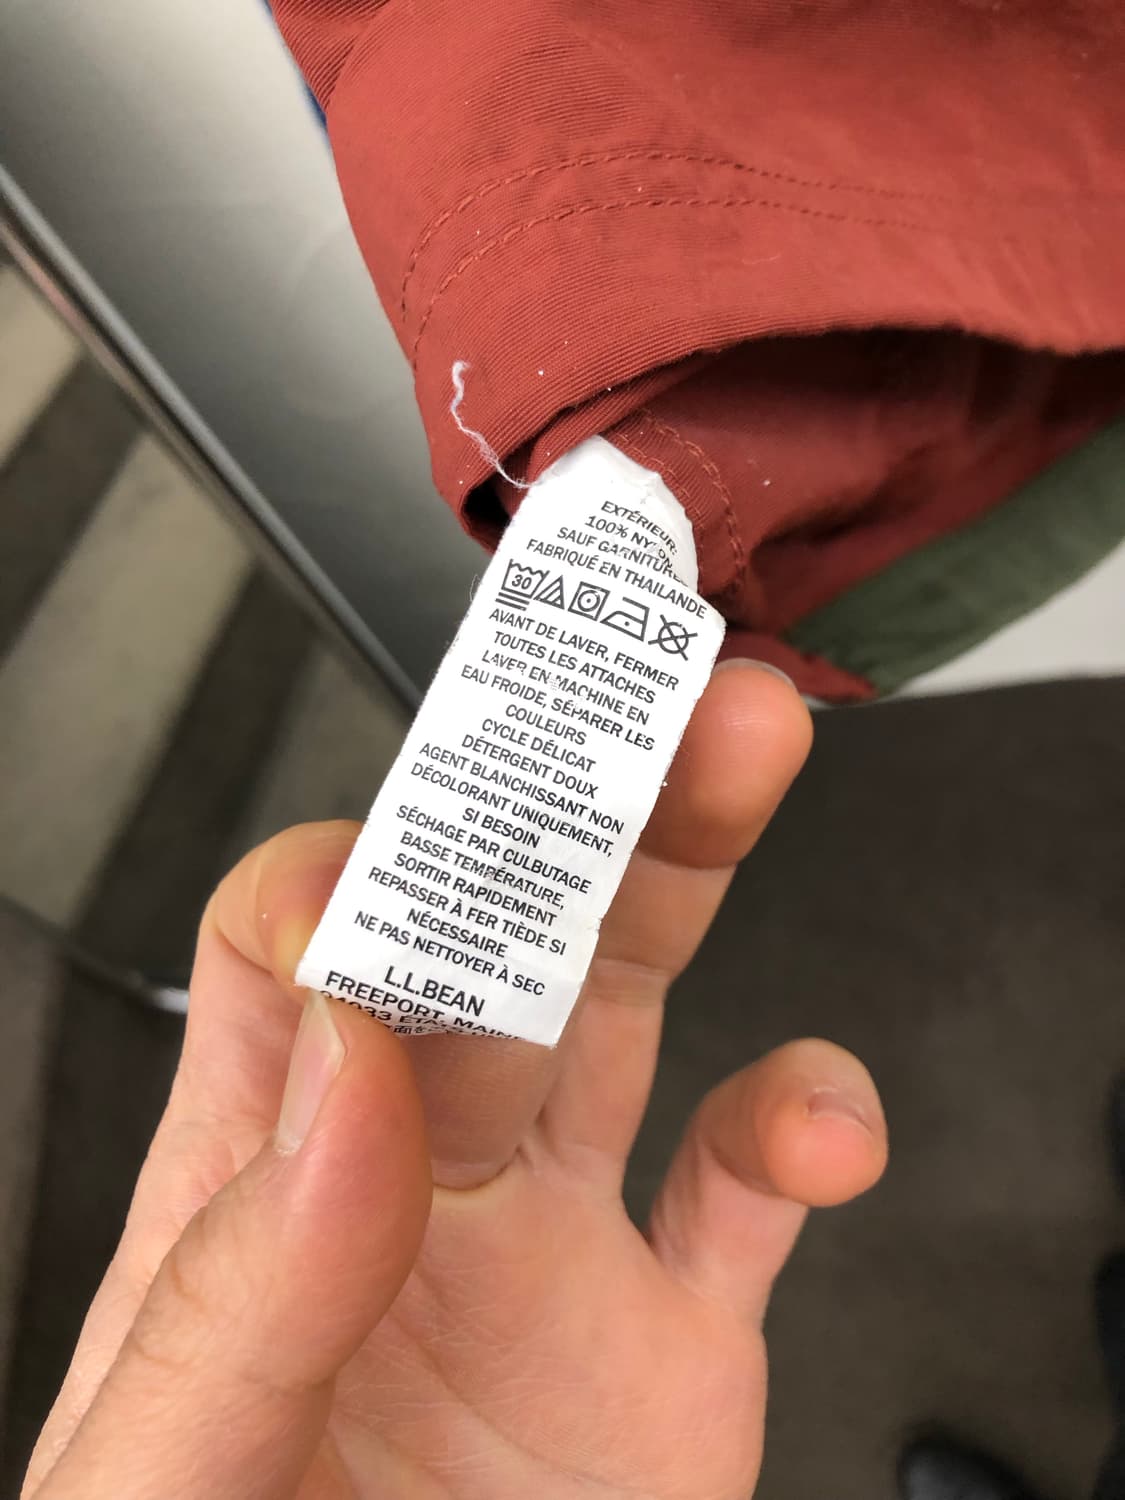 EXTÉRIEUR:
100% NYLON
SAUF GARNITURE
FABRIQUÉ EN THAILANDE
30
AVANT DE LAVER, FERMER
TOUTES LES ATTACHES
LAVER EN MACHINE EN
EAU FROIDE, SÉPARER LES
COULEURS
CYCLE DÉLICAT
DÉTERGENT DOUX
AGENT BLANCHISSANT NON
DÉCOLORANT UNIQUEMENT,
SI BESOIN
SÉCHAGE PAR CULBUTAGE
BASSE TEMPÉRATURE,
SORTIR RAPIDEMENT
REPASSER À FER TIÈDE SI
NÉCESSAIRE
NE PAS NETTOYER À SEC
L.L.BEAN
FREEPORT, MAINE